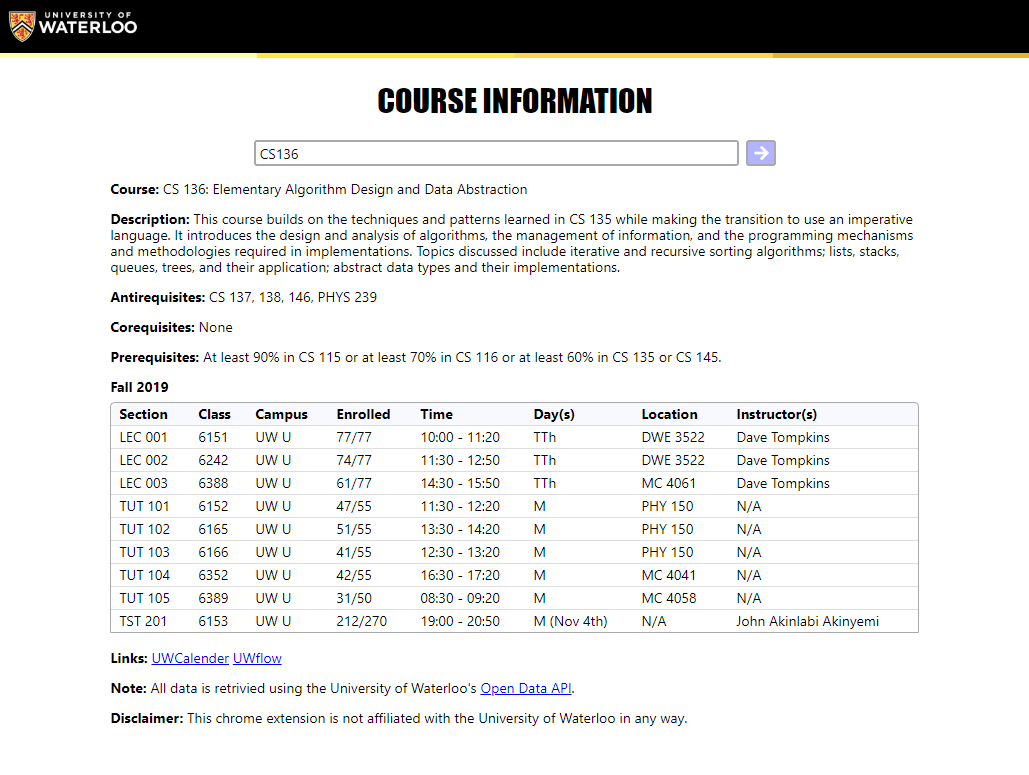 UNIVERSITY OF
WATERLOO
COURSE INFORMATION
CS136
Course: CS 136: Elementary Algorithm Design and Data Abstraction
Description: This course builds on the techniques and patterns learned in CS 135 while making the transition to use an imperative
language. It introduces the design and analysis of algorithms, the management of information, and the programming mechanisms
and methodologies required in implementations. Topics discussed include iterative and recursive sorting algorithms; lists, stacks,
queues, trees, and their application; abstract data types and their implementations.
Antirequisites: CS 137, 138, 146, PHYS 239
Corequisites: None
Prerequisites: At least 90% in CS 115 or at least 70% in CS 116 or at least 60% in CS 135 or CS 145.
Fall 2019
Section Class Campus Enrolled Time Day(s) Location Instructor(s)
LEC 001 6151 UW U 77/77 10:00 - 11:20 TTh DWE 3522 Dave Tompkins
LEC 002 6242 UW U 74/77 11:30 - 12:50 TTh DWE 3522 Dave Tompkins
LEC 003 6388 UW U 61/77 14:30 - 15:50 TTh MC 4061 Dave Tompkins
TUT 101 6152 UW U 47/55 11:30 - 12:20 M PHY 150 N/A
TUT 102 6165 UW U 51/55 13:30 - 14:20 M PHY 150 N/A
TUT 103 6166 UW U 41/55 12:30 - 13:20 M PHY 150 N/A
TUT 104 6352 UW U 42/55 16:30 - 17:20 M MC 4041 N/A
TUT 105 6389 UW U 31/50 08:30 - 09:20 M MC 4058 N/A
TST 201 6153 UW U 212/270 19:00 - 20:50 M (Nov 4th) N/A John Akinlabi Akinyemi
Links: UWCalender UWflow
Note: All data is retrivied using the University of Waterloo's Open Data API.
Disclaimer: This chrome extension is not affiliated with the University of Waterloo in any way.